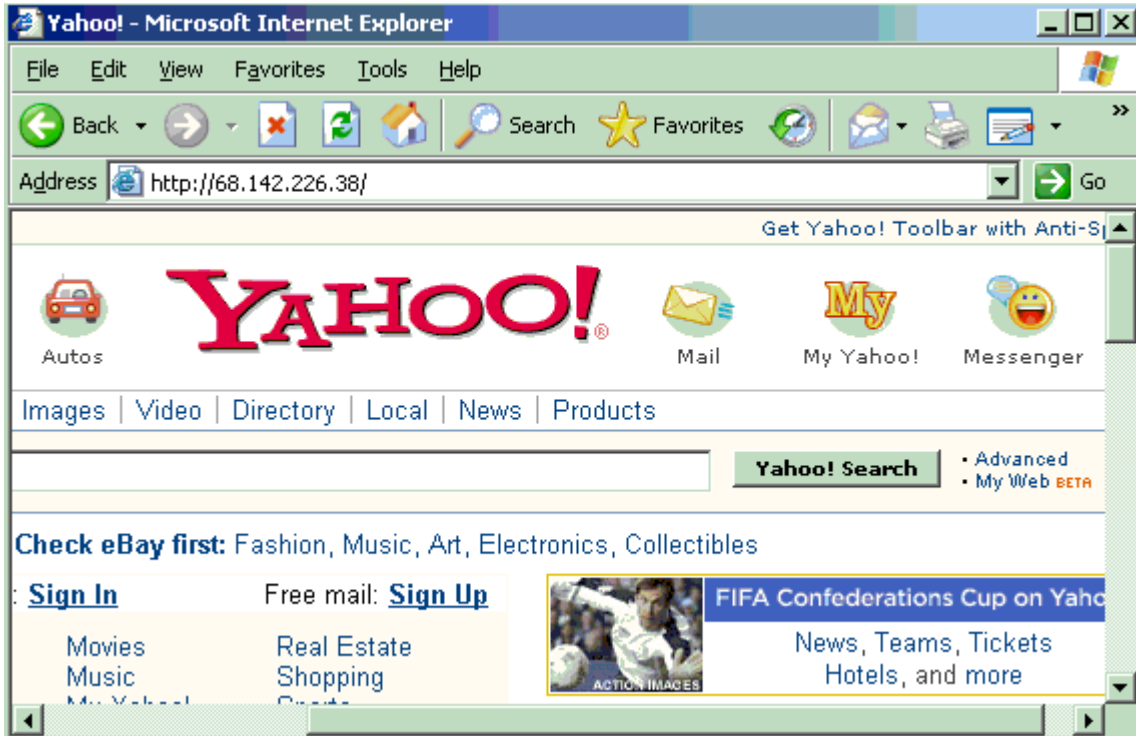 Yahoo! - Microsoft Internet Explorer
File Edit View Favorites Tools Help
Back Search Favorites »
Address http://68.142.226.38/ Go
Get Yahoo! Toolbar with Anti-Sp
YAHOO! ®
Autos Mail My My Yahoo! Messenger
Images | Video | Directory | Local | News | Products
Yahoo! Search • Advanced
• My Web BETA
Check eBay first: Fashion, Music, Art, Electronics, Collectibles
: Sign In Free mail: Sign Up
FIFA Confederations Cup on Yaho
Movies Real Estate News, Teams, Tickets
Music Shopping Hotels, and more
ACTION IMAGES
My Yahoo! Sports